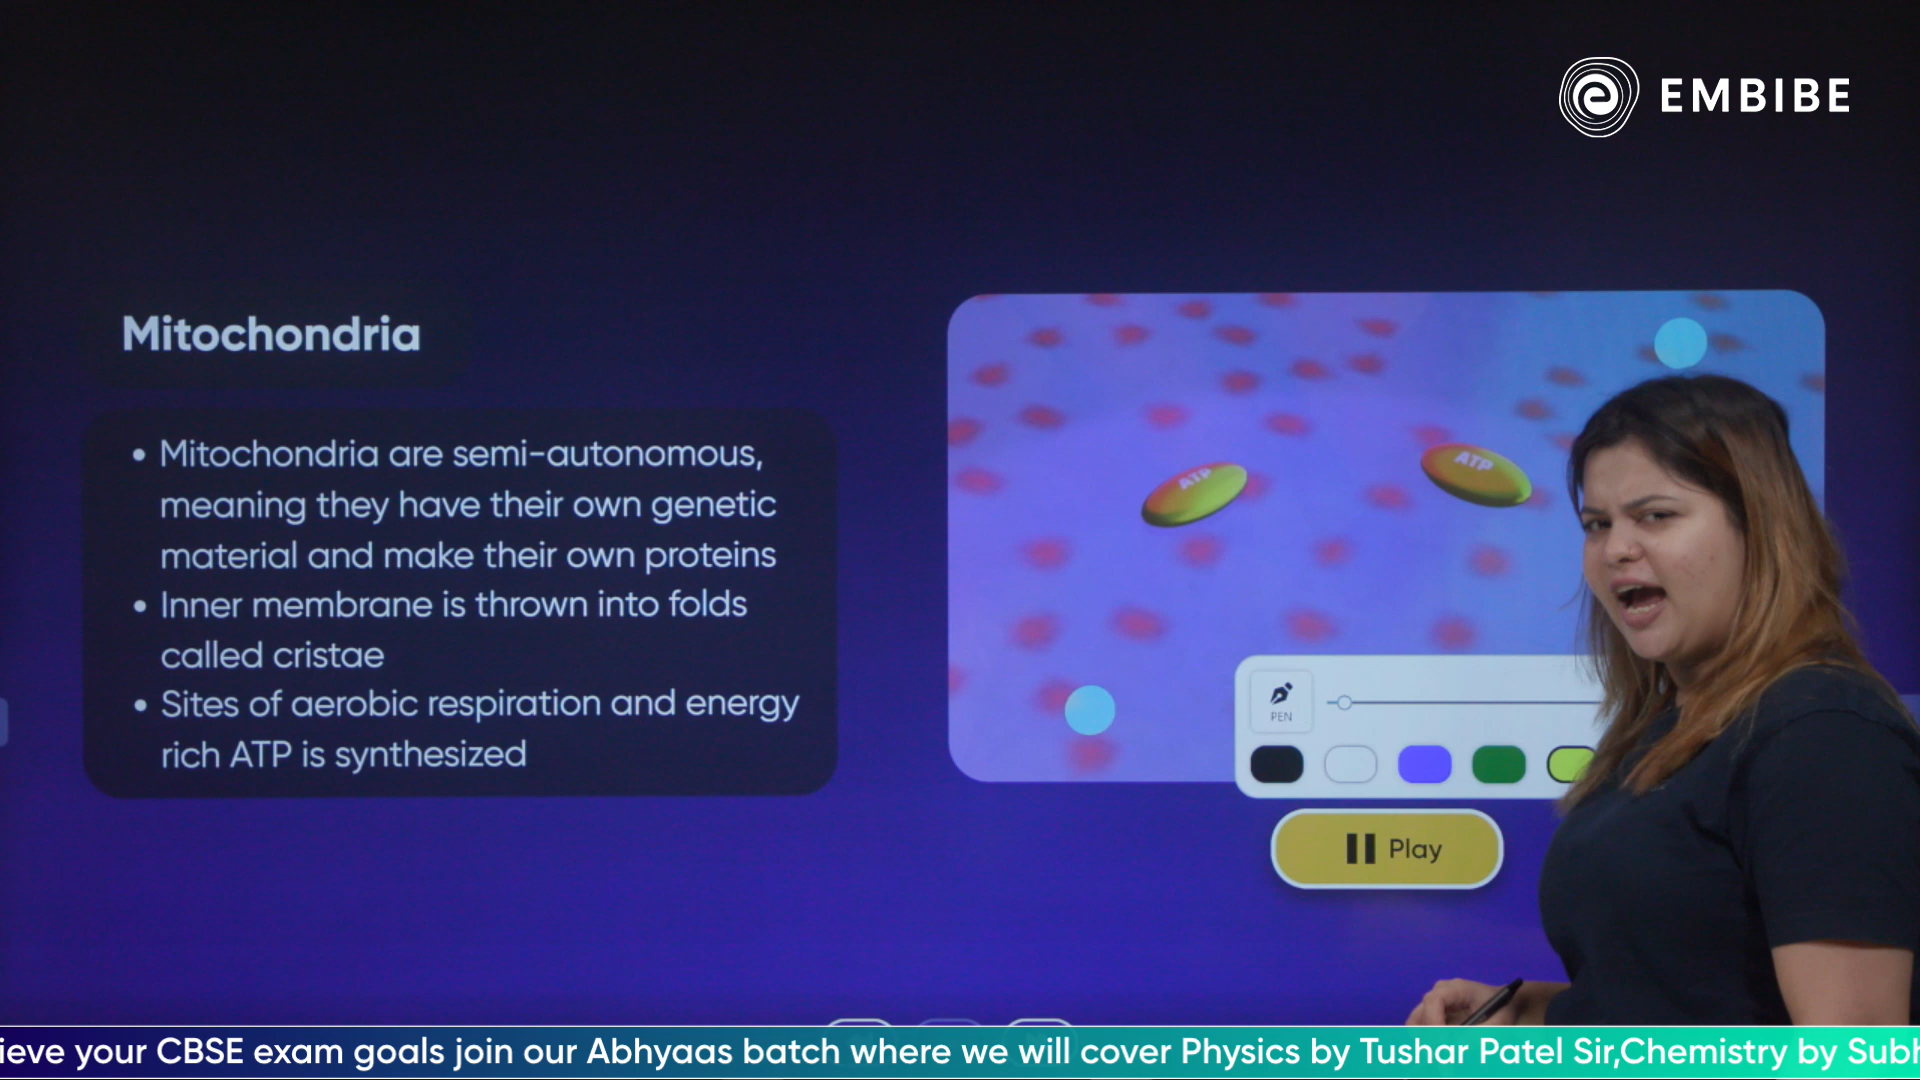 EMBIBE
Mitochondria
• Mitochondria are semi-autonomous,
meaning they have their own genetic
material and make their own proteins
• Inner membrane is thrown into folds
called cristae
• Sites of aerobic respiration and energy
rich ATP is synthesized
ATP
ATP
PEN
Play
ieve your CBSE exam goals join our Abhyaas batch where we will cover Physics by Tushar Patel Sir,Chemistry by Subh